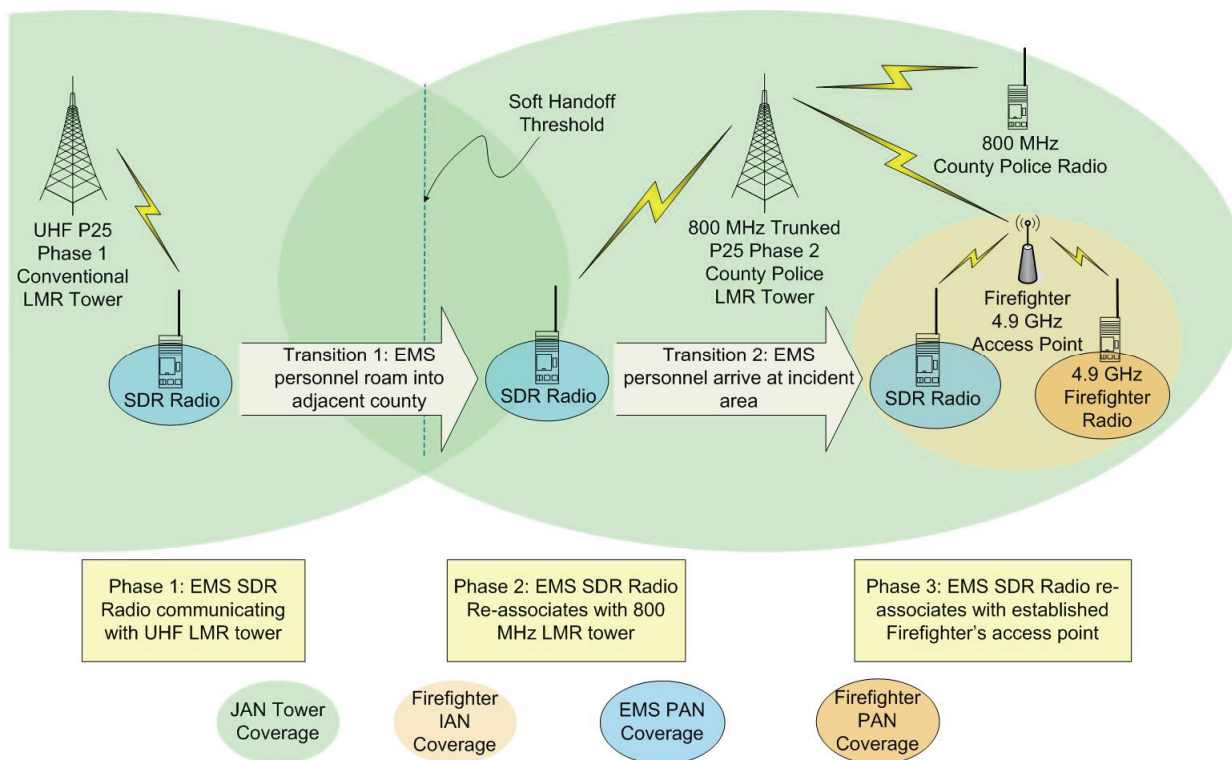 UHF P25
Phase 1
Conventional
LMR Tower
Soft Handoff
Threshold
800 MHz Trunked
P25 Phase 2
County Police
LMR Tower
800 MHz
County Police Radio
Firefighter
4.9 GHz
Access Point
SDR Radio
Transition 1: EMS
personnel roam into
adjacent county
SDR Radio
Transition 2: EMS
personnel arrive at incident
area
SDR Radio
4.9 GHz
Firefighter
Radio
Phase 1: EMS SDR
Radio communicating
with UHF LMR tower
Phase 2: EMS SDR Radio
Re-associates with 800
MHz LMR tower
Phase 3: EMS SDR Radio re-
associates with established
Firefighter's access point
JAN Tower
Coverage
Firefighter
IAN
Coverage
EMS PAN
Coverage
Firefighter
PAN
Coverage